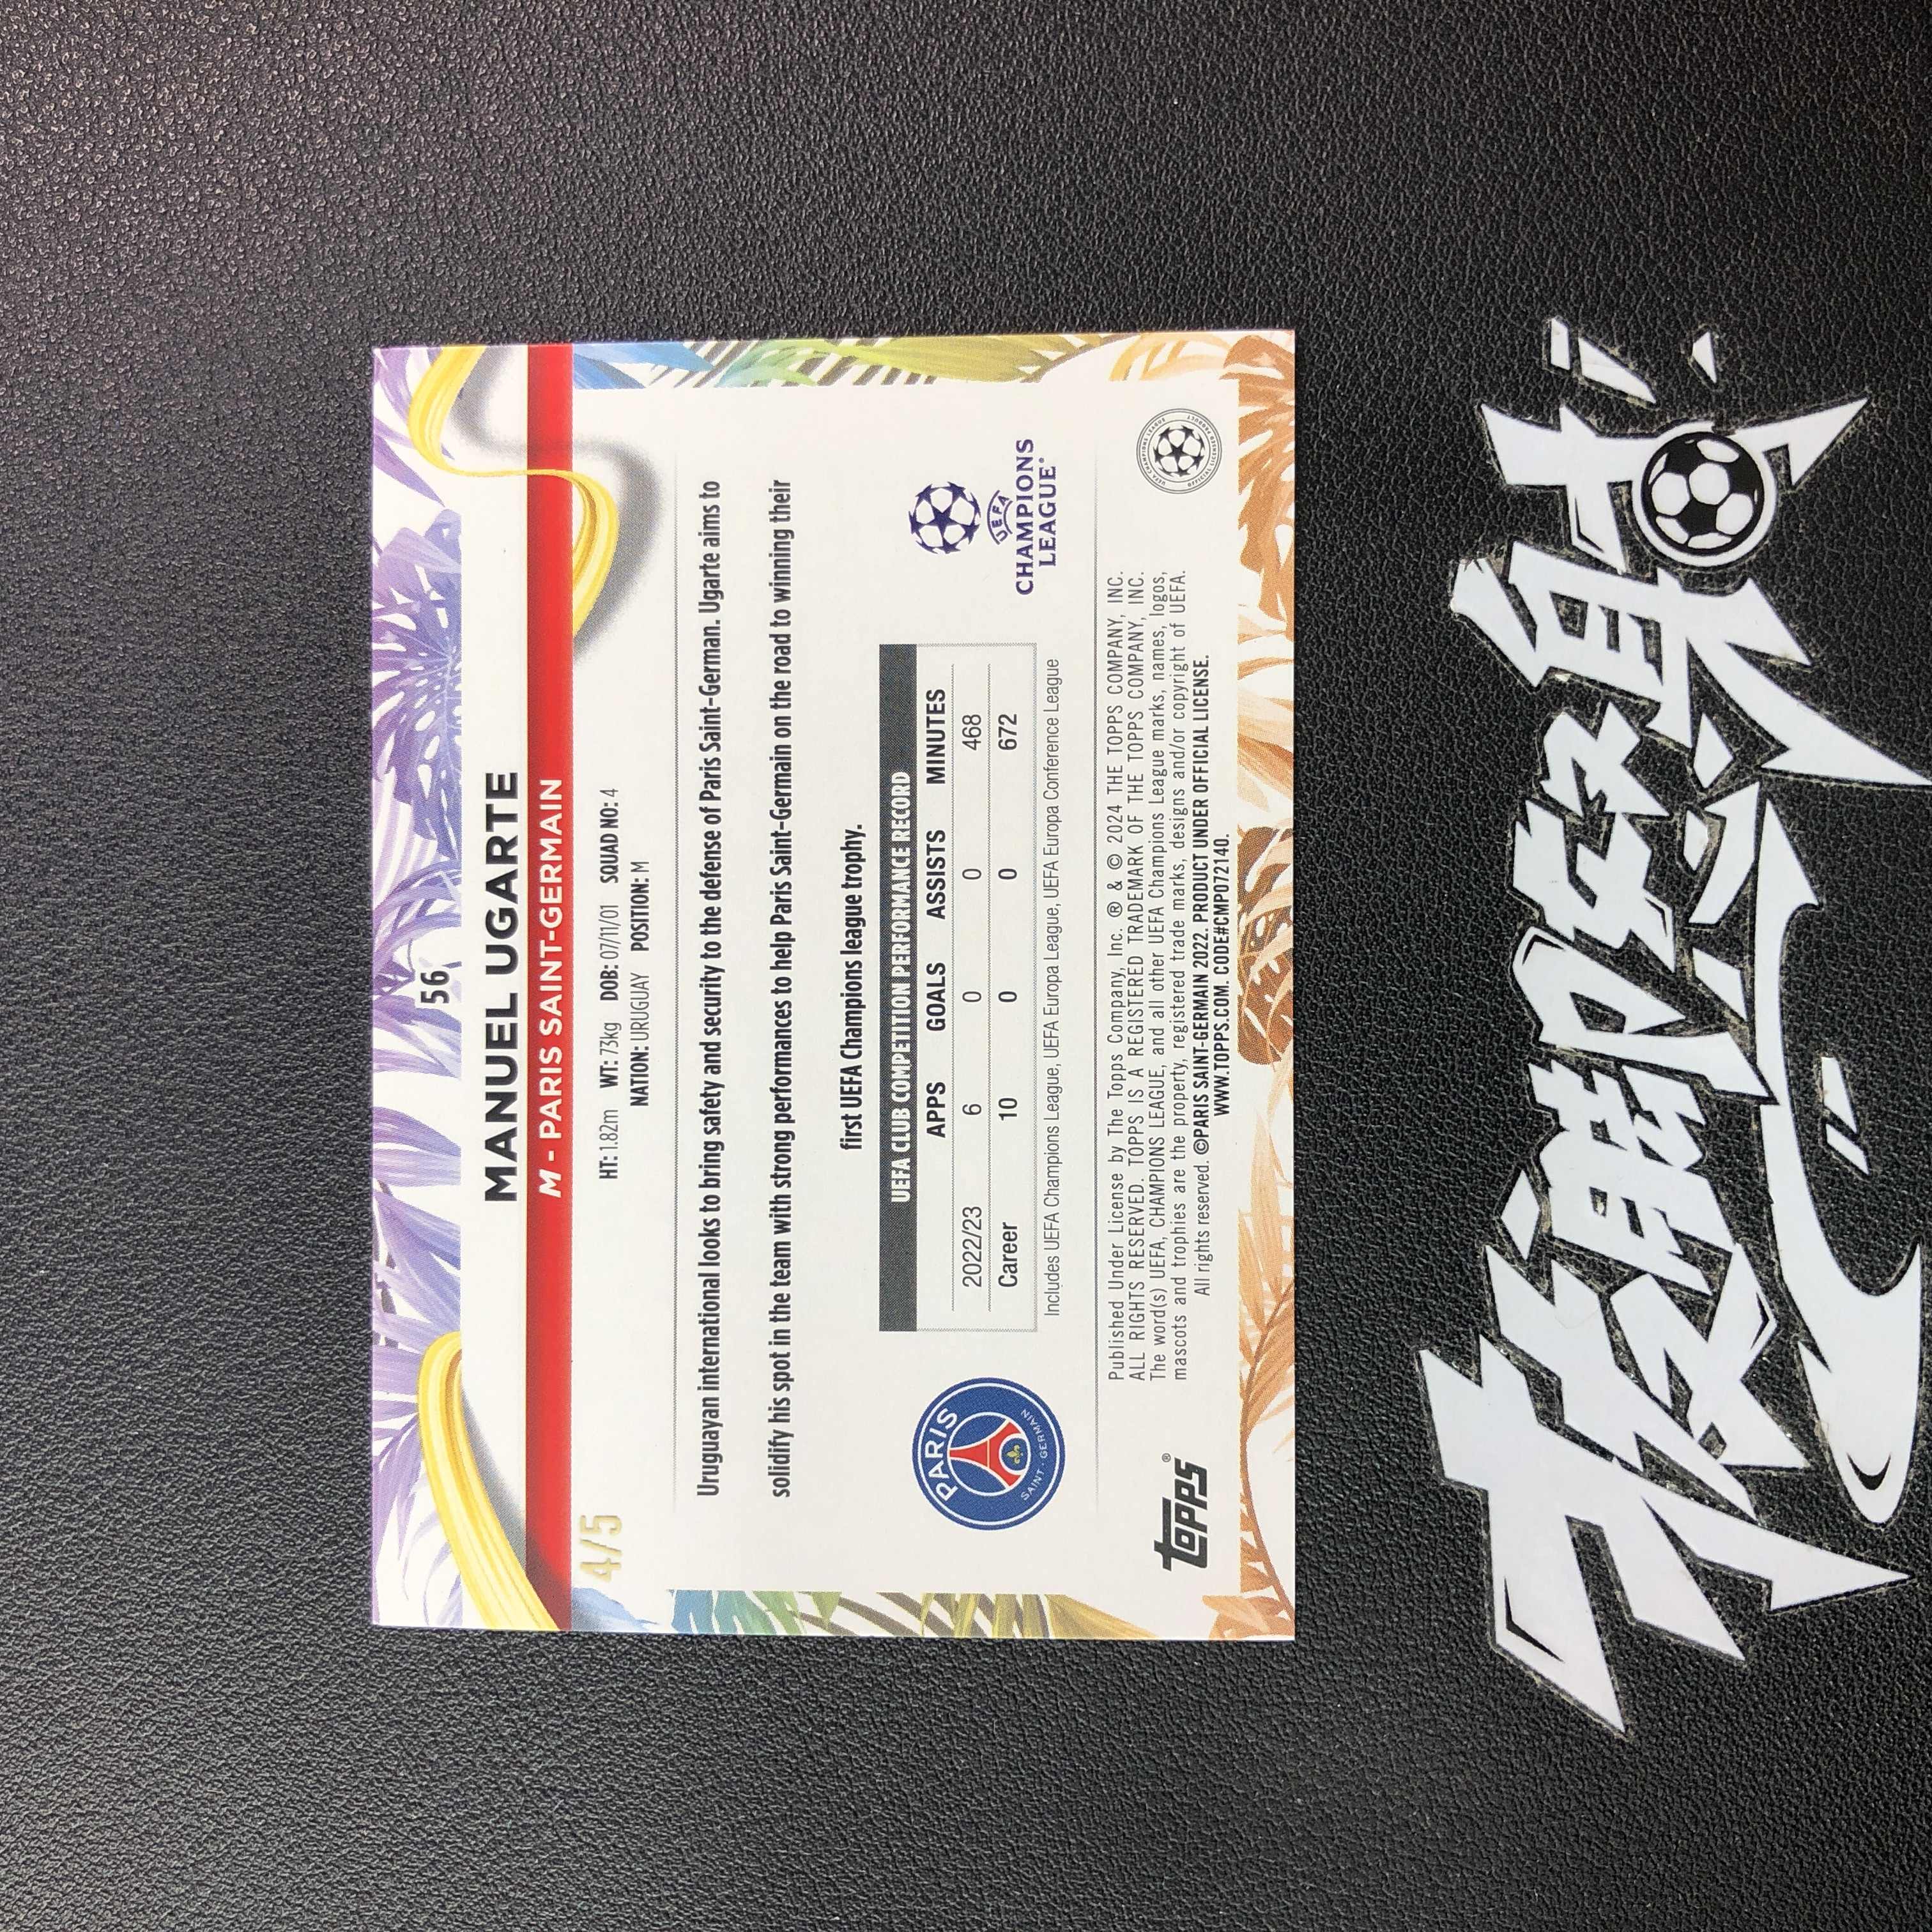 56
MANUEL UGARTE
M - PARIS SAINT-GERMAIN
4/5
HT: 1.82m WT: 73kg DOB: 07/11/01 SQUAD NO: 4
NATION: URUGUAY POSITION: M
Uruguayan international looks to bring safety and security to the defense of Paris Saint-German. Ugarte aims to
solidify his spot in the team with strong performances to help Paris Saint-Germain on the road to winning their
first UEFA Champions league trophy.
UEFA CLUB COMPETITION PERFORMANCE RECORD
APPS GOALS ASSISTS MINUTES
2022/23 6 0 0 468
Career 10 0 0 672
Includes UEFA Champions League, UEFA Europa League, UEFA Europa Conference League
PARIS
SAINT-GERMAIN
UEFA
CHAMPIONS
LEAGUE®
Published Under License by The Topps Company, Inc. ® & © 2024 THE TOPPS COMPANY, INC.
ALL RIGHTS RESERVED. TOPPS IS A REGISTERED TRADEMARK OF THE TOPPS COMPANY, INC.
The word(s) UEFA, CHAMPIONS LEAGUE, and all other UEFA Champions League marks, names, logos,
mascots and trophies are the property, registered trade marks, designs and/or copyright of UEFA.
All rights reserved. ©PARIS SAINT-GERMAIN 2022. PRODUCT UNDER OFFICIAL LICENSE.
WWW.TOPPS.COM. CODE#CMP072140.
topps®